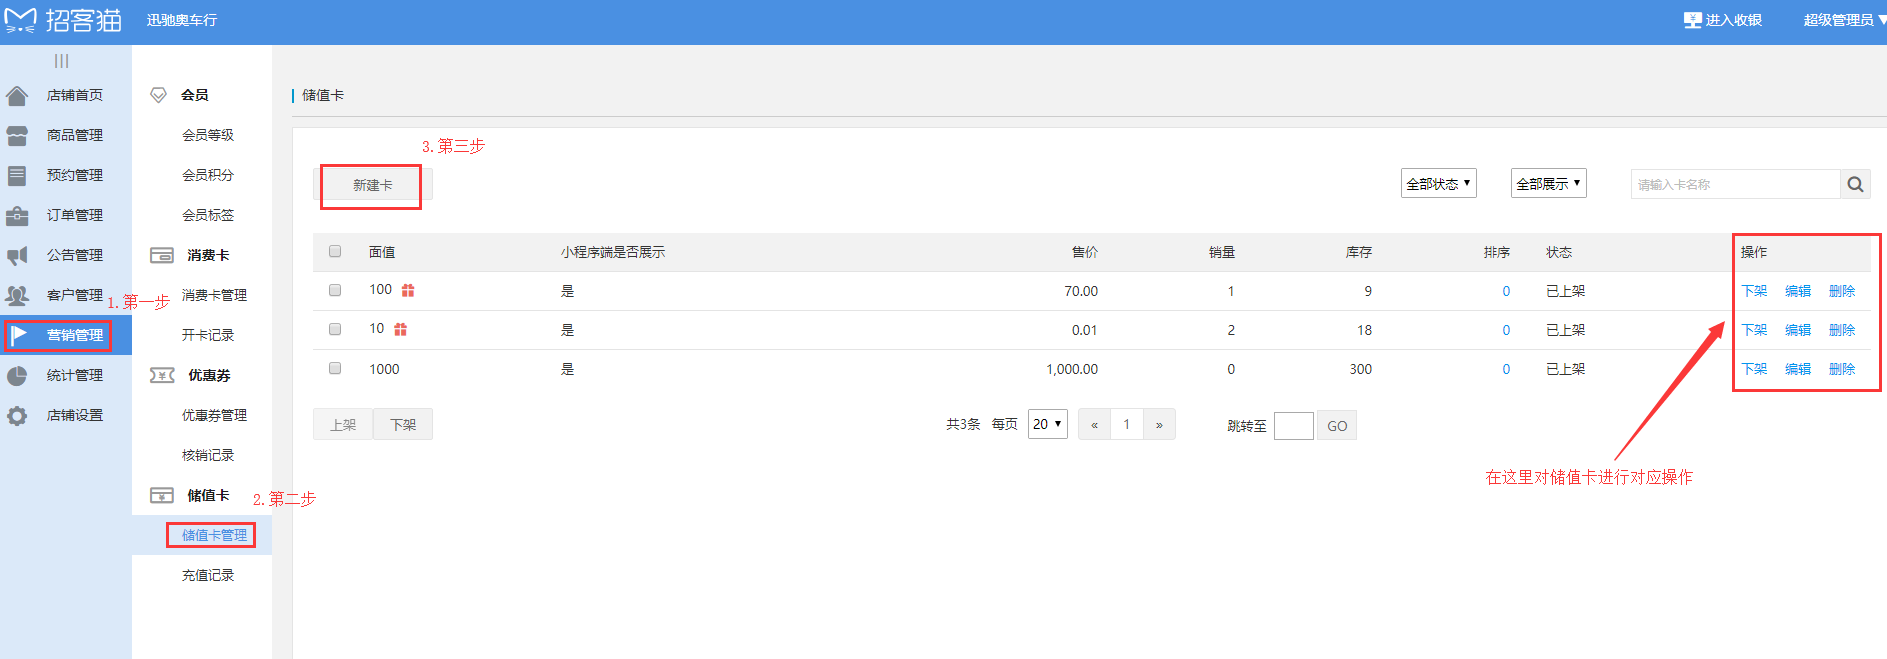 招客猫 迅驰奥车行 进入收银 超级管理员
店铺首页
商品管理
预约管理
订单管理
公告管理
客户管理
1.第一步
营销管理
统计管理
店铺设置
会员
会员等级
会员积分
会员标签
消费卡
消费卡管理
开卡记录
优惠券
优惠券管理
核销记录
储值卡
2.第二步
储值卡管理
充值记录
储值卡
3.第三步
新建卡 全部状态 全部展示 请输入卡名称
面值 小程序端是否展示 售价 销量 库存 排序 状态 操作
100 是 70.00 1 9 0 已上架 下架 编辑 删除
10 是 0.01 2 18 0 已上架 下架 编辑 删除
1000 是 1,000.00 0 300 0 已上架 下架 编辑 删除
上架 下架 共3条 每页 20 « 1 » 跳转至 GO
在这里对储值卡进行对应操作